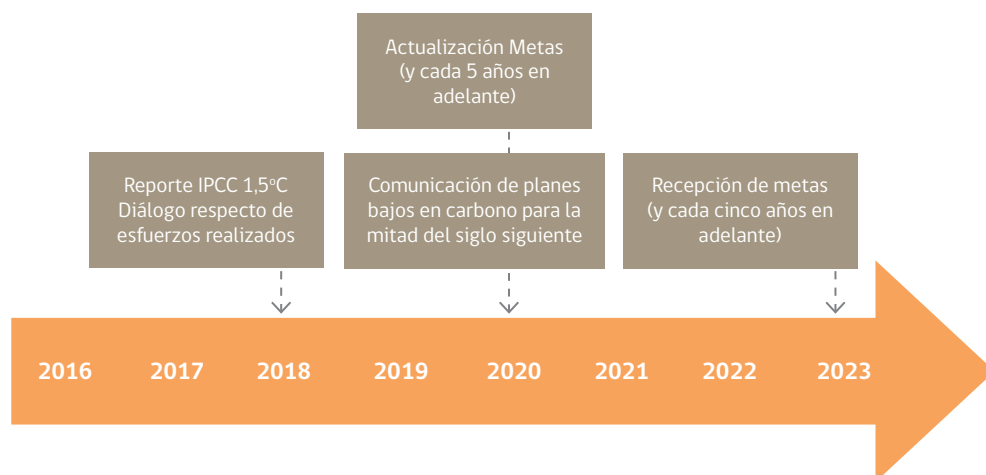 Actualización Metas
(y cada 5 años en
adelante)
Reporte IPCC 1,5ºC
Diálogo respecto de
esfuerzos realizados
Comunicación de planes
bajos en carbono para la
mitad del siglo siguiente
Recepción de metas
(y cada cinco años en
adelante)
2016 2017 2018 2019 2020 2021 2022 2023